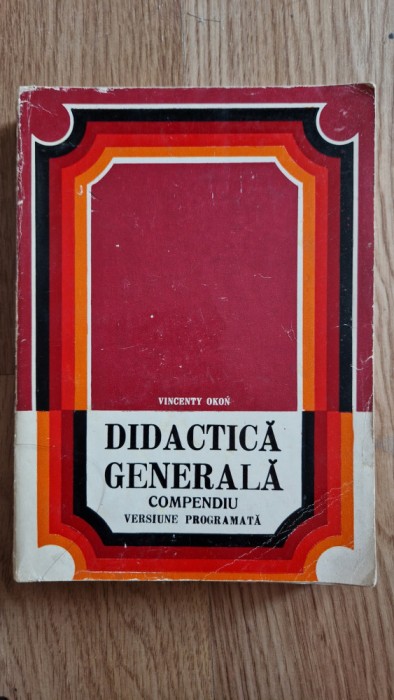 VINCENTY OKOŃ
DIDACTICĂ
GENERALĂ
COMPENDIU
VERSIUNE PROGRAMATĂ